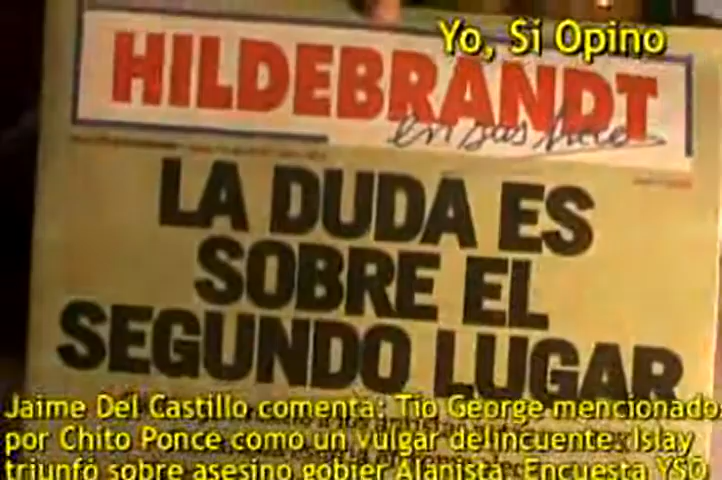 Yo, Si Opino
HILDEBRANDT
en sus trece
LA DUDA ES
SOBRE EL
SEGUNDO LUGAR
Jaime Del Castillo comenta: Tio George mencionado
por Chito Ponce como un vulgar delincuente. Islay
triunfó sobre asesino gobier Alanista. Encuesta YSO